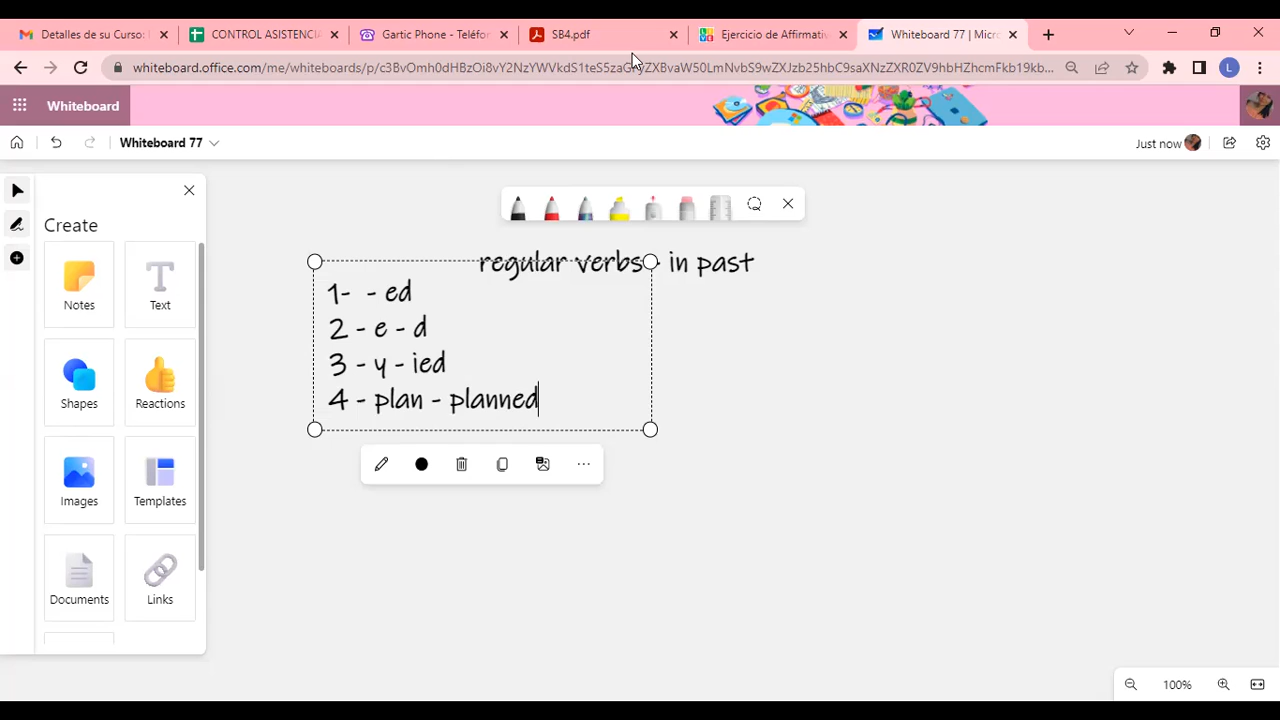 Detalles de su Curso:
CONTROL ASISTENCIA
Gartic Phone - Teléfo
SB4.pdf
Ejercicio de Affirmativ
Whiteboard 77 | Micr
Whiteboard
Whiteboard 77
Just now
Create
Notes
Text
Shapes
Reactions
Images
Templates
Documents
Links
regular verbs - in past
1- - ed
2 - e - d
3 - y - ied
4 - plan - planned
L
100%